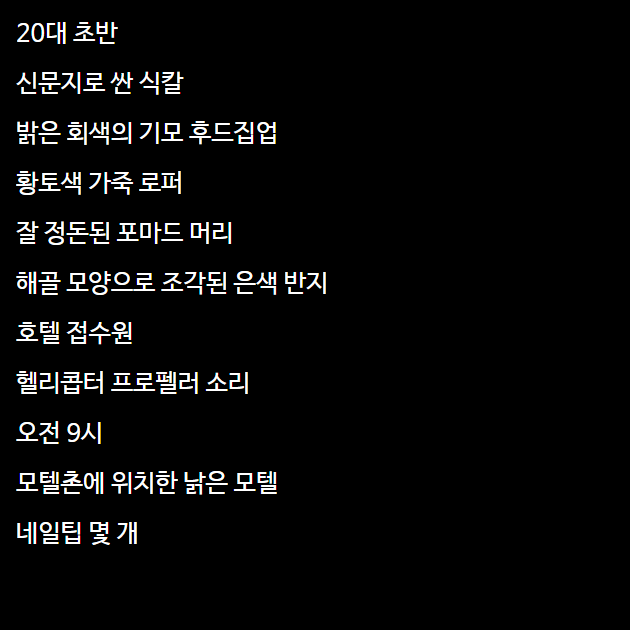 20대 초반
신문지로 싼 식칼
밝은 회색의 기모 후드집업
황토색 가죽 로퍼
잘 정돈된 포마드 머리
해골 모양으로 조각된 은색 반지
호텔 접수원
헬리콥터 프로펠러 소리
오전 9시
모텔촌에 위치한 낡은 모텔
네일팁 몇 개